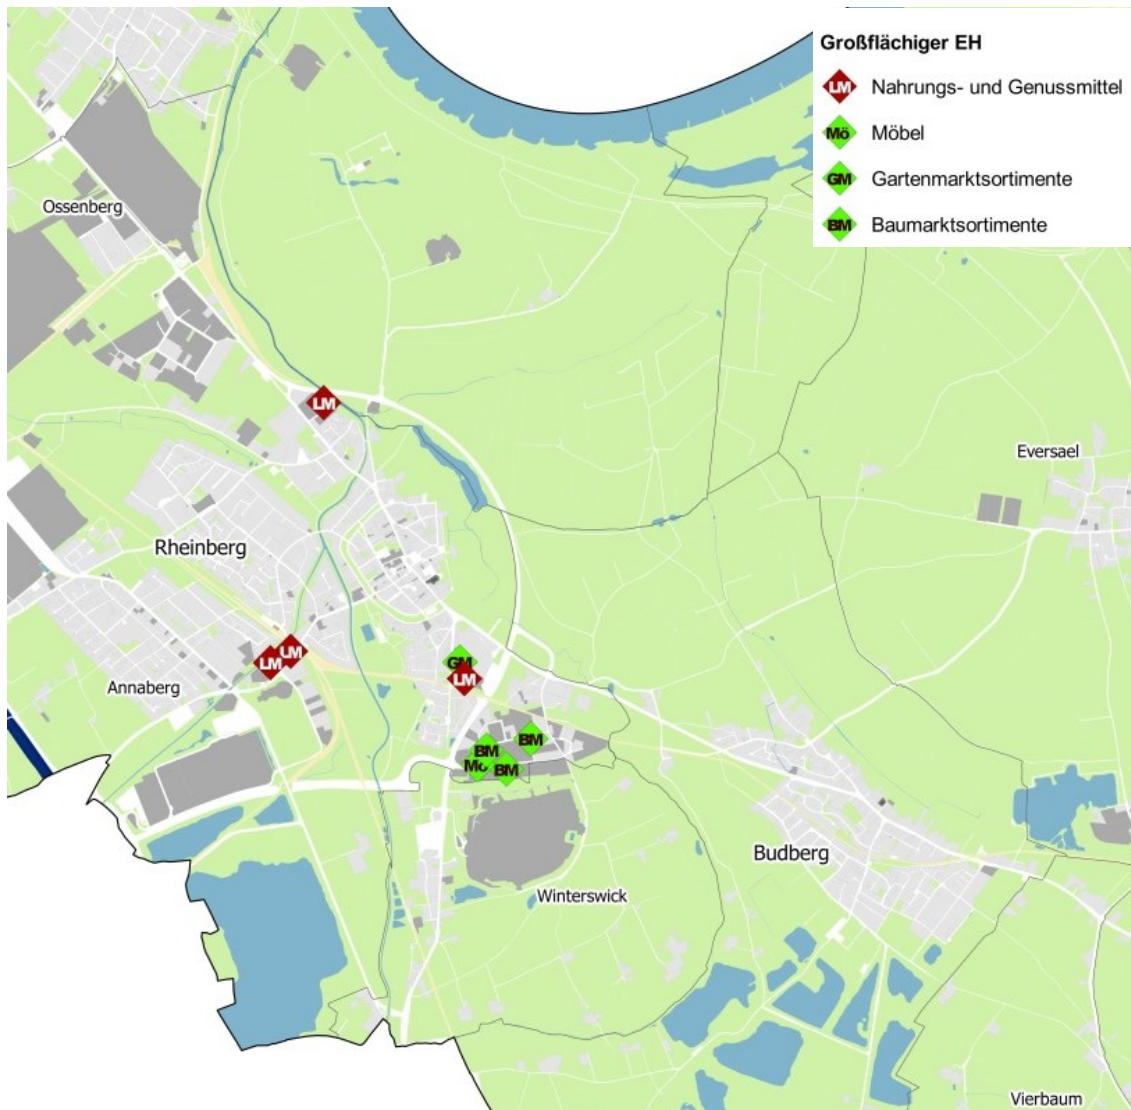 Großflächiger EH
LM Nahrungs- und Genussmittel
Mö Möbel
GM Gartenmarktsortimente
BM Baumarktsortimente
Ossenberg
LM
Eversael
Rheinberg
LM
LM
GM
LM
Annaberg
BM
BM
Mö
BM
Budberg
Winterswick
Vierbaum